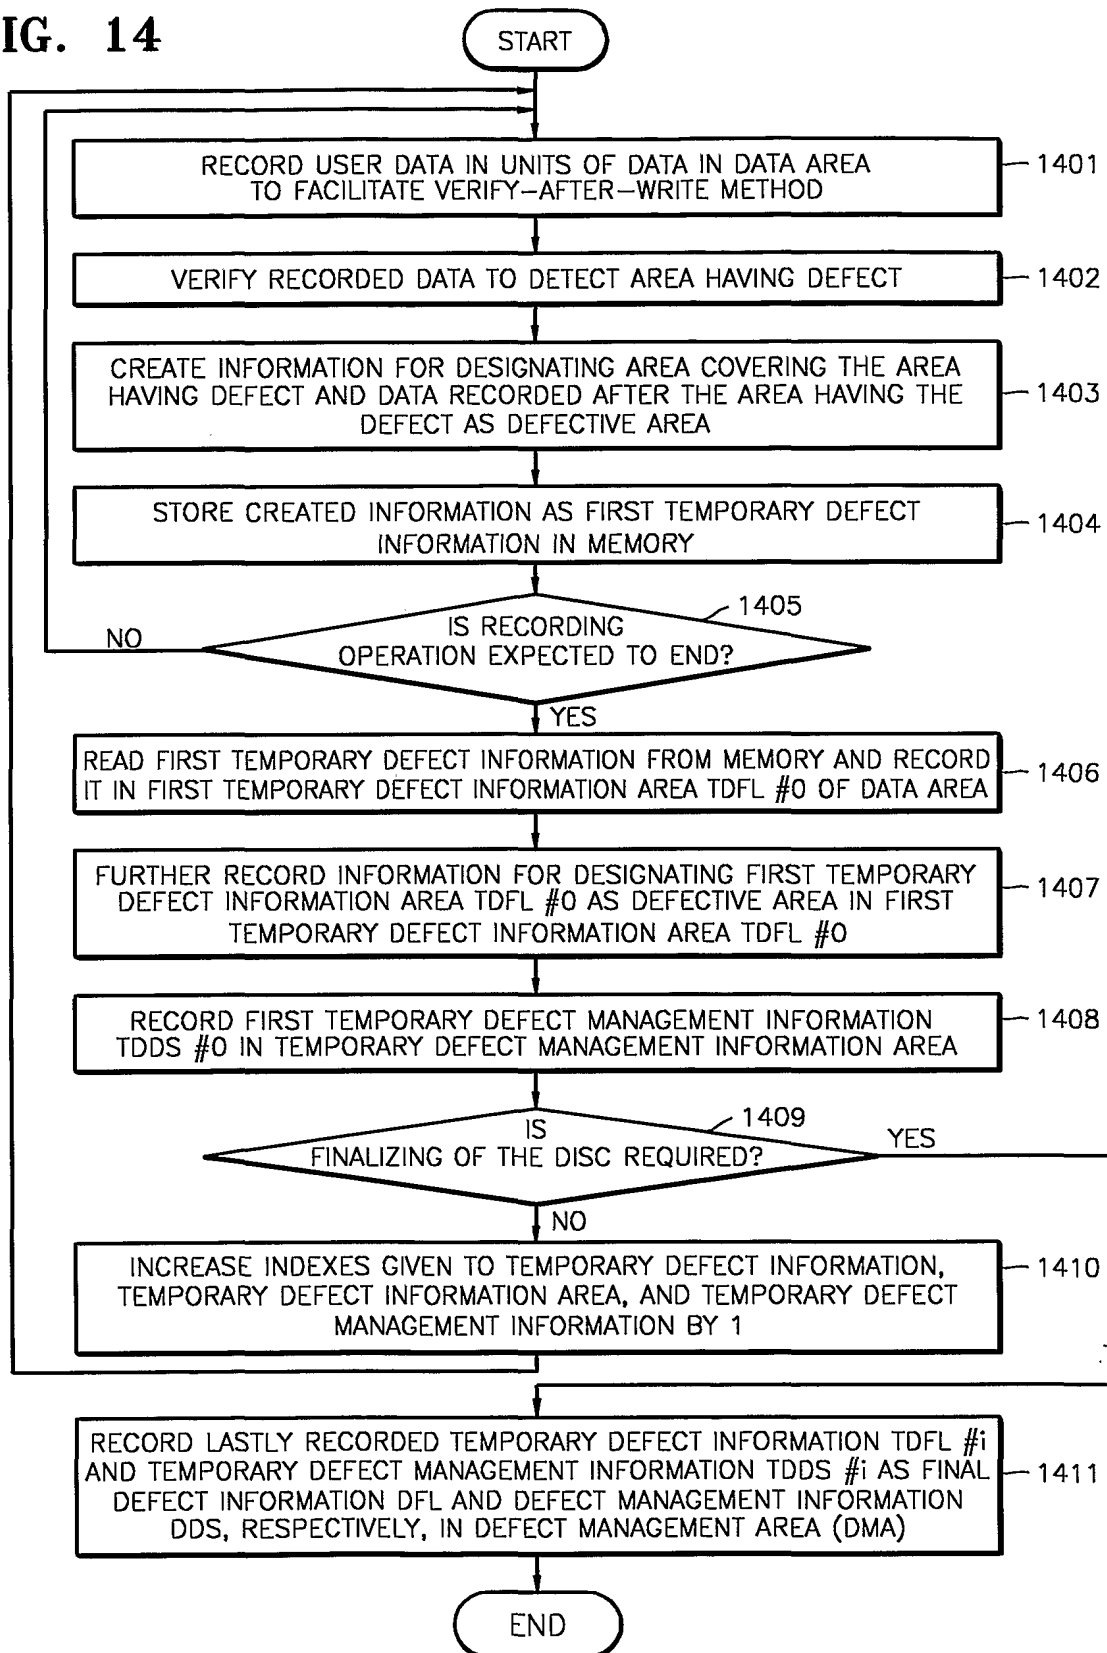 IG. 14
START
RECORD USER DATA IN UNITS OF DATA IN DATA AREA
TO FACILITATE VERIFY-AFTER-WRITE METHOD
1401
VERIFY RECORDED DATA TO DETECT AREA HAVING DEFECT
1402
CREATE INFORMATION FOR DESIGNATING AREA COVERING THE AREA
HAVING DEFECT AND DATA RECORDED AFTER THE AREA HAVING THE
DEFECT AS DEFECTIVE AREA
1403
STORE CREATED INFORMATION AS FIRST TEMPORARY DEFECT
INFORMATION IN MEMORY
1404
1405
IS RECORDING
OPERATION EXPECTED TO END?
NO
YES
READ FIRST TEMPORARY DEFECT INFORMATION FROM MEMORY AND RECORD
IT IN FIRST TEMPORARY DEFECT INFORMATION AREA TDFL #0 OF DATA AREA
1406
FURTHER RECORD INFORMATION FOR DESIGNATING FIRST TEMPORARY
DEFECT INFORMATION AREA TDFL #0 AS DEFECTIVE AREA IN FIRST
TEMPORARY DEFECT INFORMATION AREA TDFL #0
1407
RECORD FIRST TEMPORARY DEFECT MANAGEMENT INFORMATION
TDDS #0 IN TEMPORARY DEFECT MANAGEMENT INFORMATION AREA
1408
1409
IS
FINALIZING OF THE DISC REQUIRED?
YES
NO
INCREASE INDEXES GIVEN TO TEMPORARY DEFECT INFORMATION,
TEMPORARY DEFECT INFORMATION AREA, AND TEMPORARY DEFECT
MANAGEMENT INFORMATION BY 1
1410
RECORD LASTLY RECORDED TEMPORARY DEFECT INFORMATION TDFL #i
AND TEMPORARY DEFECT MANAGEMENT INFORMATION TDDS #i AS FINAL
DEFECT INFORMATION DFL AND DEFECT MANAGEMENT INFORMATION
DDS, RESPECTIVELY, IN DEFECT MANAGEMENT AREA (DMA)
1411
END